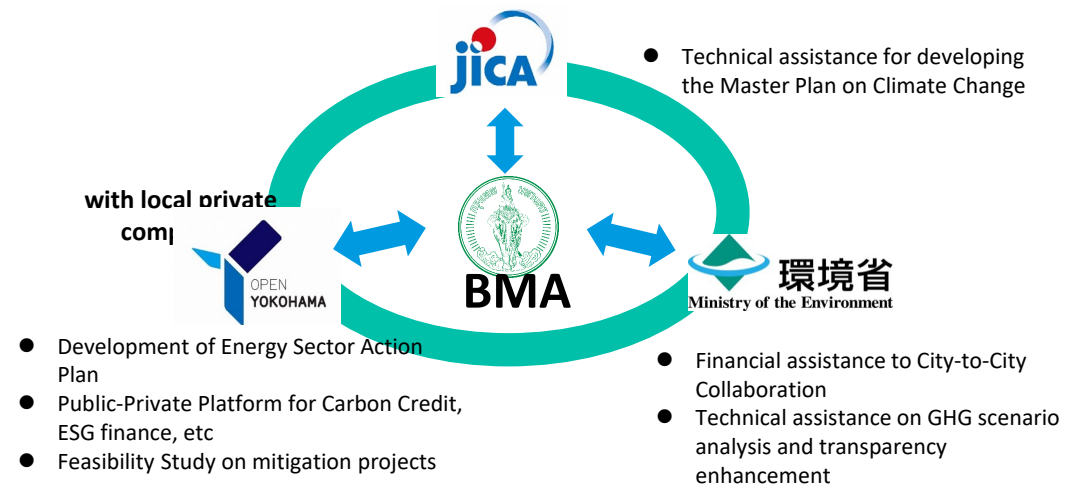 jICA
● Technical assistance for developing
the Master Plan on Climate Change
with local private
comp
OPEN
YOKOHAMA
BMA
環境省
Ministry of the Environment
● Development of Energy Sector Action
Plan
● Public-Private Platform for Carbon Credit,
ESG finance, etc
● Feasibility Study on mitigation projects
● Financial assistance to City-to-City
Collaboration
● Technical assistance on GHG scenario
analysis and transparency
enhancement